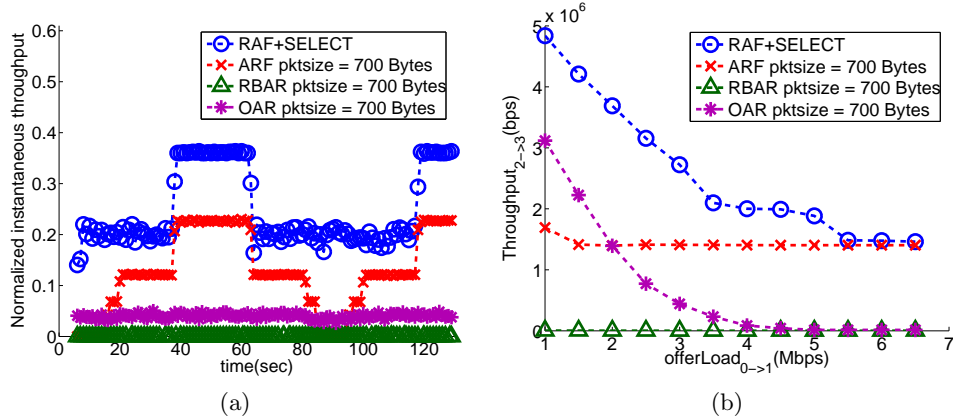 0.6
0.5
0.4
0.3
0.2
0.1
0
Normalized instantaneous throughput
RAF+SELECT
ARF pktsize = 700 Bytes
RBAR pktsize = 700 Bytes
OAR pktsize = 700 Bytes
0 20 40 60 80 100 120
time(sec)
(a)
5 x 10^6
4
3
2
1
0
Throughput_2->3(bps)
RAF+SELECT
ARF pktsize = 700 Bytes
RBAR pktsize = 700 Bytes
OAR pktsize = 700 Bytes
1 2 3 4 5 6 7
offerLoad_0->1(Mbps)
(b)